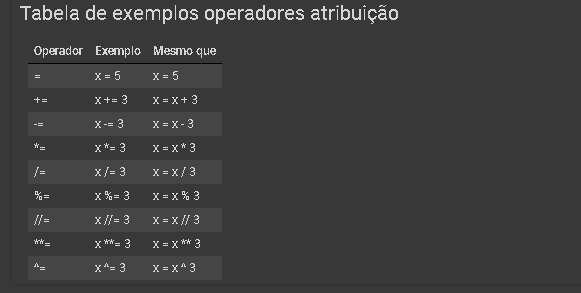 Tabela de exemplos operadores atribuição
Operador Exemplo Mesmo que
= x = 5 x = 5
+= x += 3 x = x + 3
-= x -= 3 x = x - 3
*= x *= 3 x = x * 3
/= x /= 3 x = x / 3
%= x %= 3 x = x % 3
//= x //= 3 x = x // 3
**= x **= 3 x = x ** 3
^= x ^= 3 x = x ^ 3